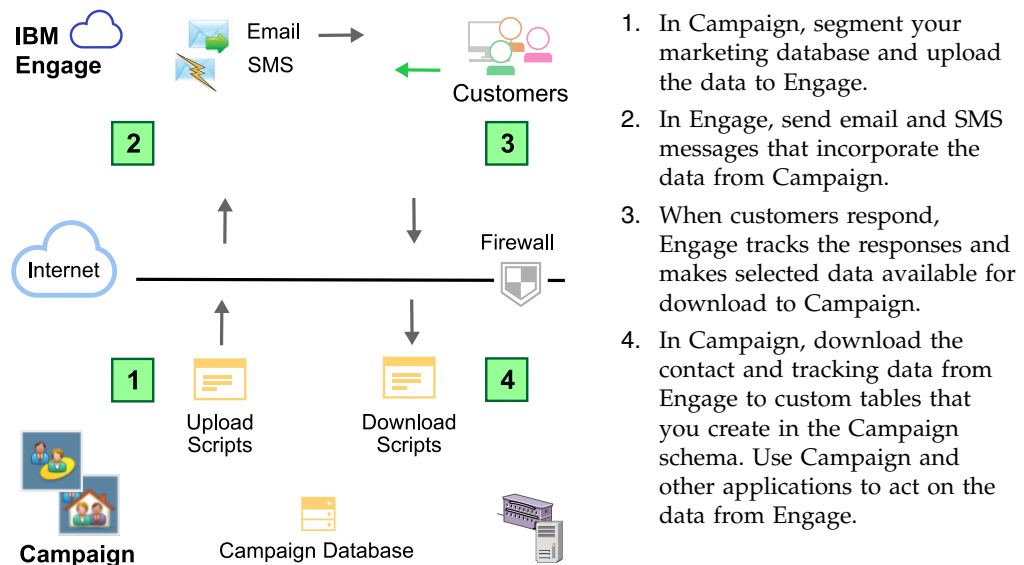 IBM
Engage
Email
SMS
Customers
2
3
Internet
Firewall
1
4
Upload
Scripts
Download
Scripts
Campaign
Campaign Database
1. In Campaign, segment your
marketing database and upload
the data to Engage.
2. In Engage, send email and SMS
messages that incorporate the
data from Campaign.
3. When customers respond,
Engage tracks the responses and
makes selected data available for
download to Campaign.
4. In Campaign, download the
contact and tracking data from
Engage to custom tables that
you create in the Campaign
schema. Use Campaign and
other applications to act on the
data from Engage.